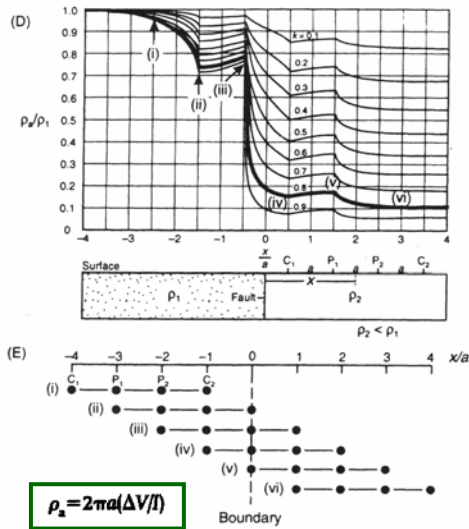 (D)
1.0
0.9
0.8
0.7
0.6
0.5
0.4
0.3
0.2
0.1
0
ρa/ρ1
(i)
(ii)
(iii)
k=0.1
0.2
0.3
0.4
0.5
0.6
0.7
0.8
0.9
(iv)
(v)
(vi)
−4 −3 −2 −1 0 1 2 3 4
x/a C1 a P1 a P2 a C2
Surface
x
ρ1 Fault ρ2
ρ2 < ρ1
(E)
−4 −3 −2 −1 0 1 2 3 4 x/a
C1 P1 P2 C2
(i)
(ii)
(iii)
(iv)
(v)
(vi)
ρa=2πa(ΔV/I)
Boundary